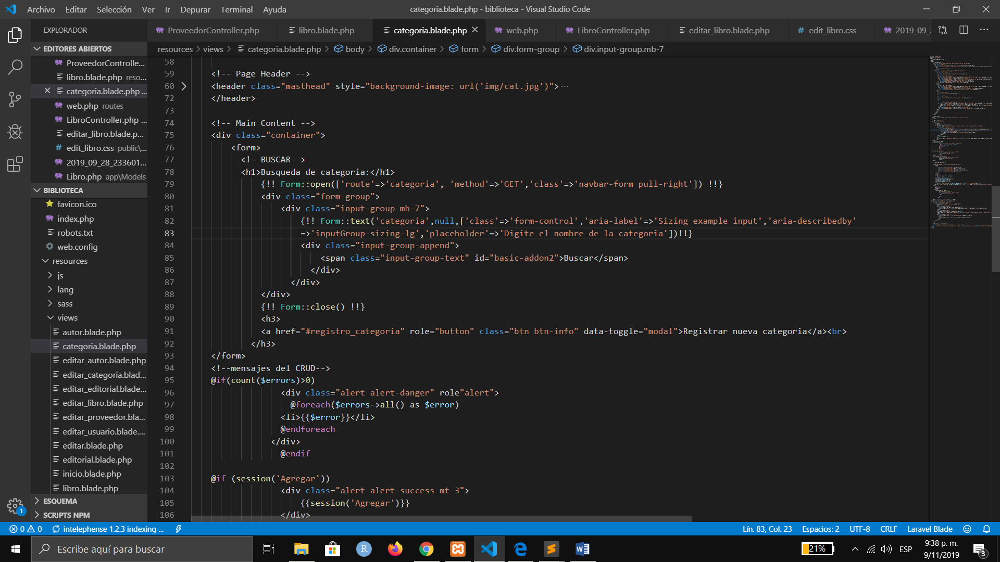 Archivo Editar Selección Ver Ir Depurar Terminal Ayuda
categoria.blade.php - biblioteca - Visual Studio Code
EXPLORADOR
ProveedorController.php libro.blade.php categoria.blade.php web.php LibroController.php editar_libro.blade.php # edit_libro.css 2019_09_2
EDITORES ABIERTOS
ProveedorControlle...
libro.blade.php reso...
categoria.blade.php ...
web.php routes
LibroController.php ...
editar_libro.blade.p...
# edit_libro.css public\...
2019_09_28_233601...
Libro.php app\Models
BIBLIOTECA
favicon.ico
index.php
robots.txt
web.config
resources
js
lang
sass
views
autor.blade.php
categoria.blade.php
editar_autor.blade.php
editar_categoria.blad...
editar_editorial.blade...
editar_libro.blade.php
editar_proveedor.bla...
editar_usuario.blade....
editar.blade.php
editorial.blade.php
inicio.blade.php
libro.blade.php
ESQUEMA
SCRIPTS NPM
resources > views > categoria.blade.php > body > div.container > form > div.form-group > div.input-group.mb-7
58
59 <!-- Page Header -->
60 <header class="masthead" style="background-image: url('img/cat.jpg')">...
72 </header>
73
74 <!-- Main Content -->
75 <div class="container">
76 <form>
77 <!--BUSCAR-->
78 <h1>Busqueda de categoria:</h1>
79 {!! Form::open(['route'=>'categoria', 'method'=>'GET','class'=>'navbar-form pull-right']) !!}
80 <div class="form-group">
81 <div class="input-group mb-7">
82 {!! Form::text('categoria',null,['class'=>'form-control','aria-label'=>'Sizing example input','aria-describedby'
83 =>'inputGroup-sizing-lg','placeholder'=>'Digite el nombre de la categoria'])!!}
84 <div class="input-group-append">
85 <span class="input-group-text" id="basic-addon2">Buscar</span>
86 </div>
87 </div>
88 </div>
89 {!! Form::close() !!}
90 <h3>
91 <a href="#registro_categoria" role="button" class="btn btn-info" data-toggle="modal">Registrar nueva categoria</a><br>
92 </h3>
93 </form>
94 <!--mensajes del CRUD-->
95 @if(count($errors)>0)
96 <div class="alert alert-danger" role"alert">
97 @foreach($errors->all() as $error)
98 <li>{{$error}}</li>
99 @endforeach
100 </div>
101 @endif
102
103 @if (session('Agregar'))
104 <div class="alert alert-success mt-3">
105 {{session('Agregar')}}
106 </div>
1
0 0 intelephense 1.2.3 indexing ... Lín. 83, Col. 23 Espacios: 2 UTF-8 CRLF Laravel Blade
Escribe aquí para buscar
21% ESP
9:38 p. m.
9/11/2019
3